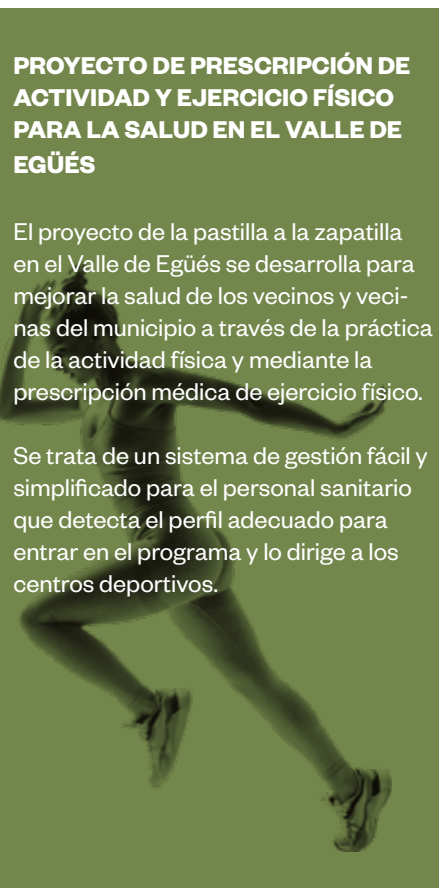 PROYECTO DE PRESCRIPCIÓN DE
ACTIVIDAD Y EJERCICIO FÍSICO
PARA LA SALUD EN EL VALLE DE
EGÜÉS
El proyecto de la pastilla a la zapatilla
en el Valle de Egüés se desarrolla para
mejorar la salud de los vecinos y veci-
nas del municipio a través de la práctica
de la actividad física y mediante la
prescripción médica de ejercicio físico.
Se trata de un sistema de gestión fácil y
simplificado para el personal sanitario
que detecta el perfil adecuado para
entrar en el programa y lo dirige a los
centros deportivos.